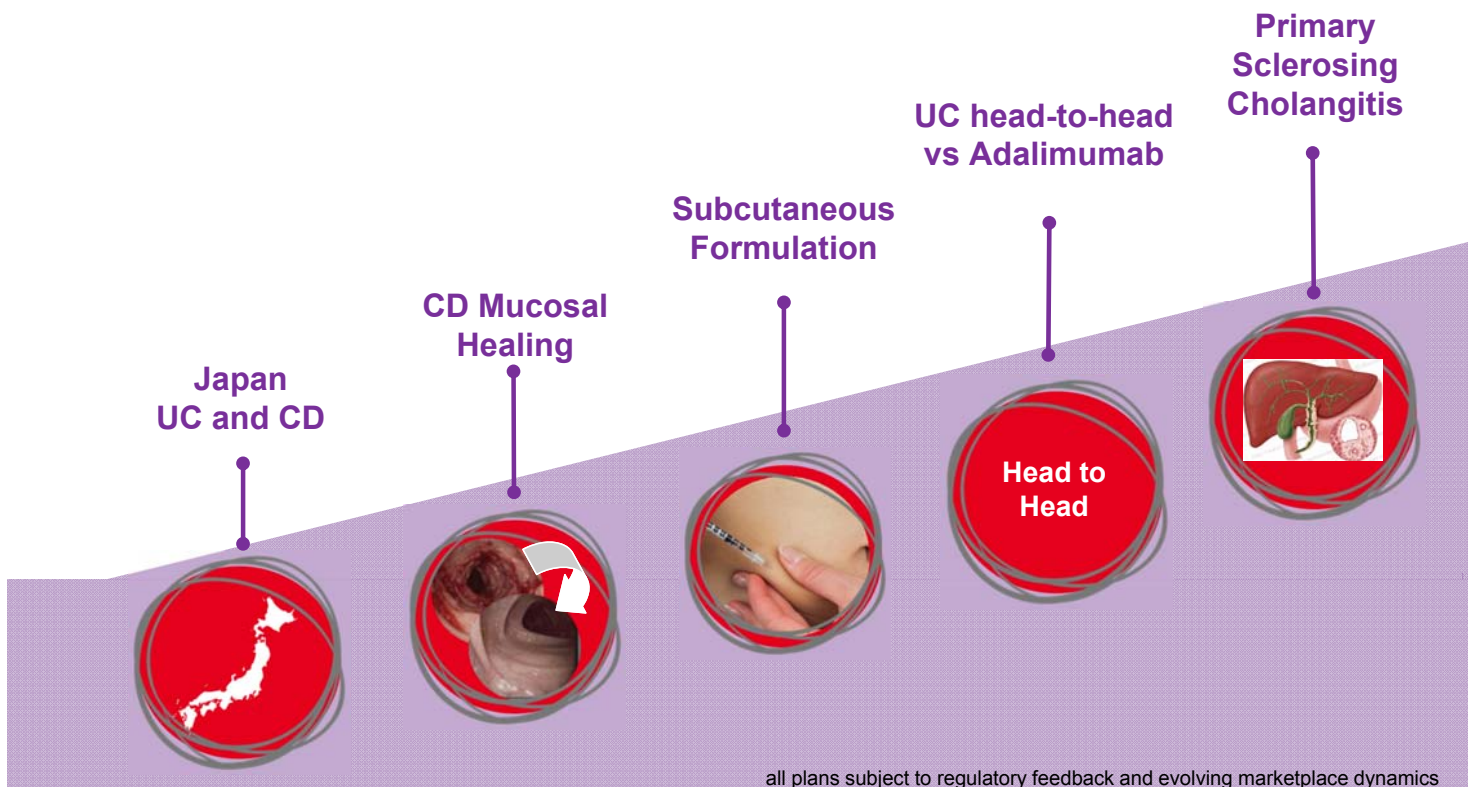 Japan
UC and CD
CD Mucosal
Healing
Subcutaneous
Formulation
UC head-to-head
vs Adalimumab
Primary
Sclerosing
Cholangitis
Head to
Head
all plans subject to regulatory feedback and evolving marketplace dynamics